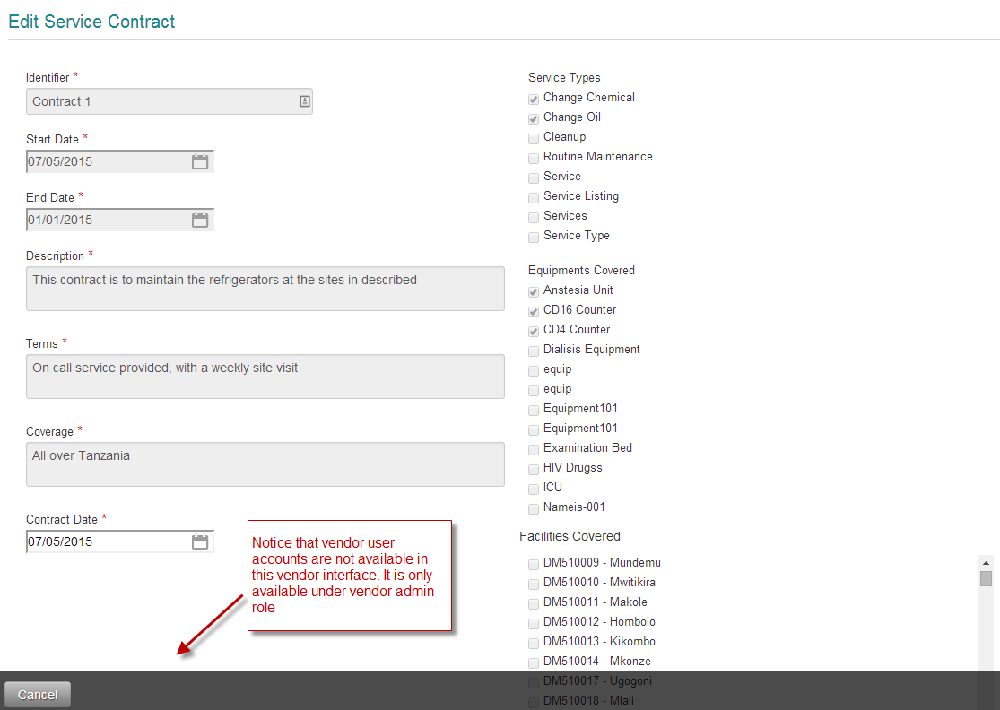 Edit Service Contract
Identifier *
Contract 1
Start Date *
07/05/2015
End Date *
01/01/2015
Description *
This contract is to maintain the refrigerators at the sites in described
Terms *
On call service provided, with a weekly site visit
Coverage *
All over Tanzania
Contract Date *
07/05/2015
Notice that vendor user
accounts are not available in
this vendor interface. It is only
available under vendor admin
role
Service Types
Change Chemical
Change Oil
Cleanup
Routine Maintenance
Service
Service Listing
Services
Service Type
Equipments Covered
Anstesia Unit
CD16 Counter
CD4 Counter
Dialisis Equipment
equip
equip
Equipment101
Equipment101
Examination Bed
HIV Drugss
ICU
Nameis-001
Facilities Covered
DM510009 - Mundemu
DM510010 - Mwitikira
DM510011 - Makole
DM510012 - Hombolo
DM510013 - Kikombo
DM510014 - Mkonze
DM510017 - Ugogoni
DM510018 - Mlali
Cancel